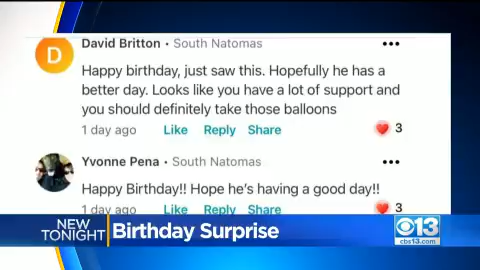 D
David Britton • South Natomas
Happy birthday, just saw this. Hopefully he has a
better day. Looks like you have a lot of support and
you should definitely take those balloons
1 day ago Like Reply Share 3
Yvonne Pena • South Natomas
Happy Birthday!! Hope he's having a good day!!
1 day ago Like Reply Share 3
NEW
TONIGHT
Birthday Surprise
CBS 13
cbs13.com